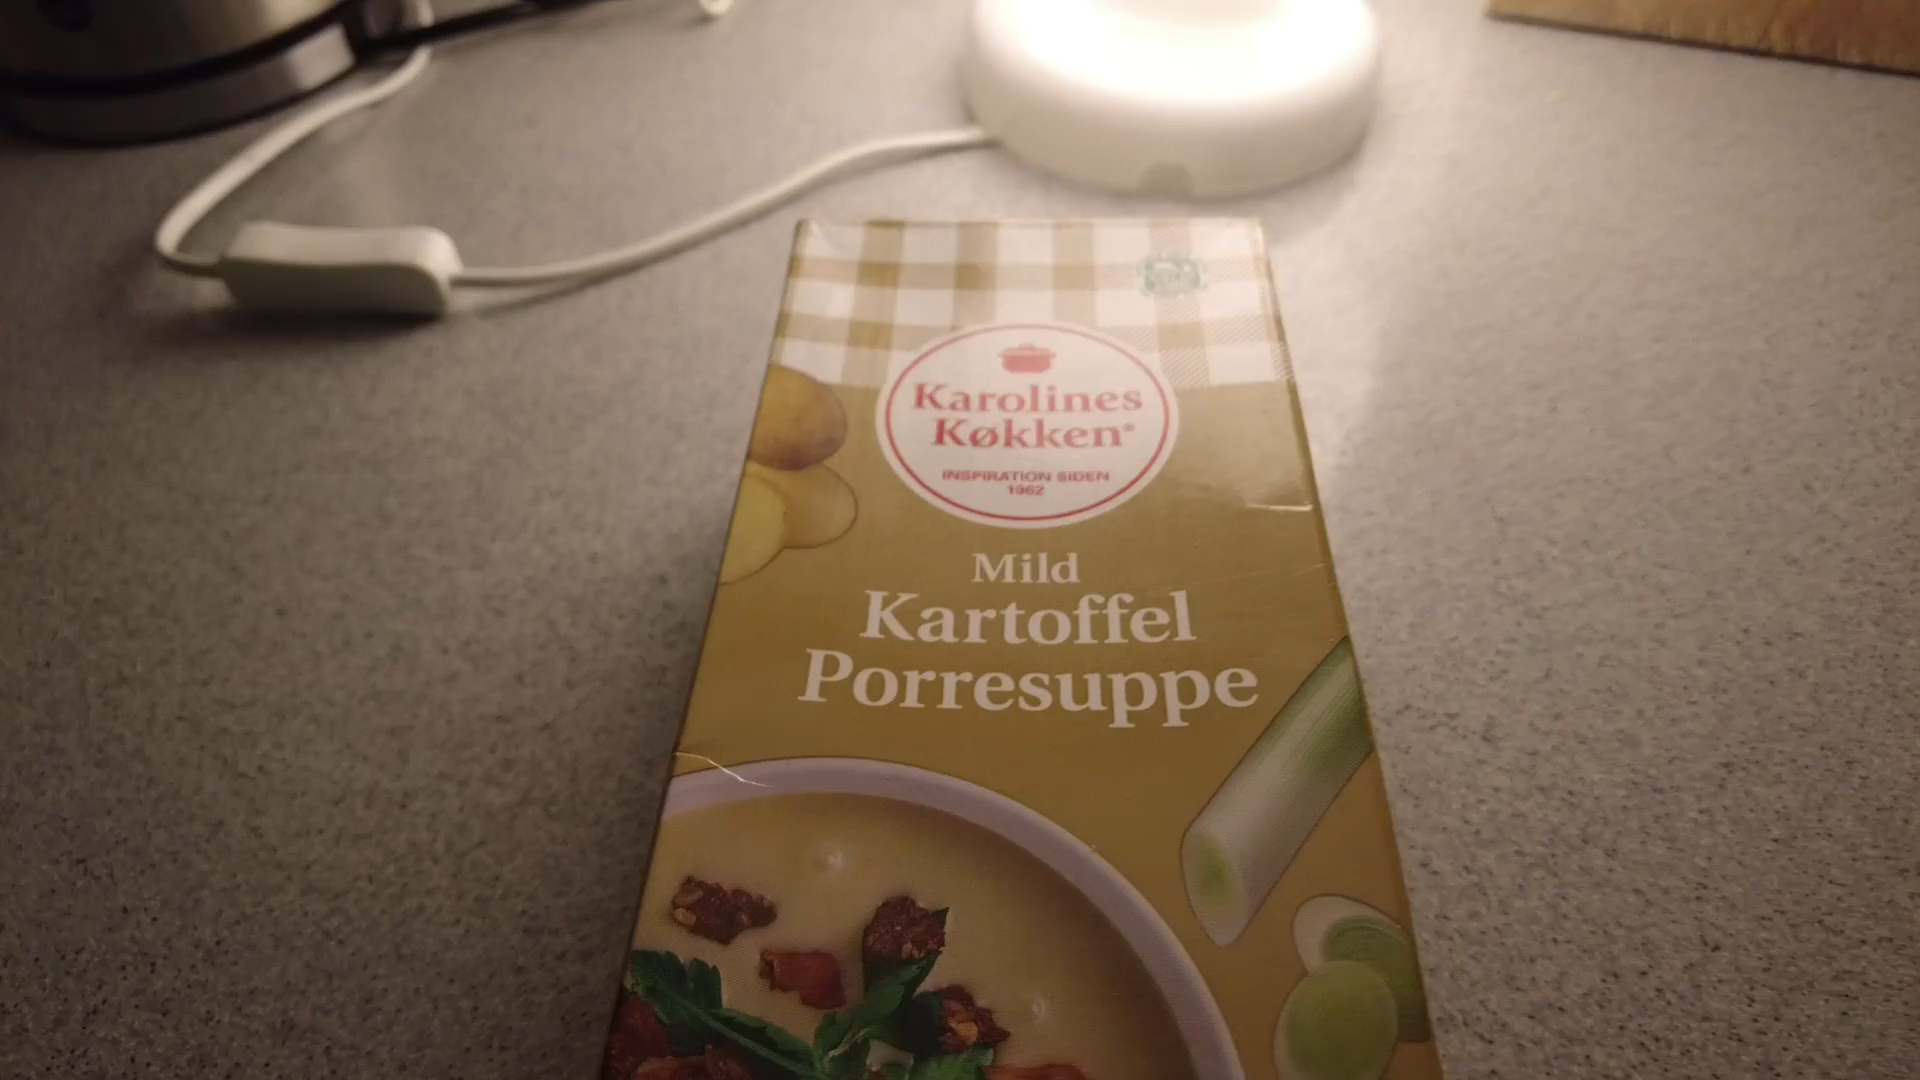 Karolines
Køkken®
INSPIRATION SIDEN
1962
Mild
Kartoffel
Porresuppe